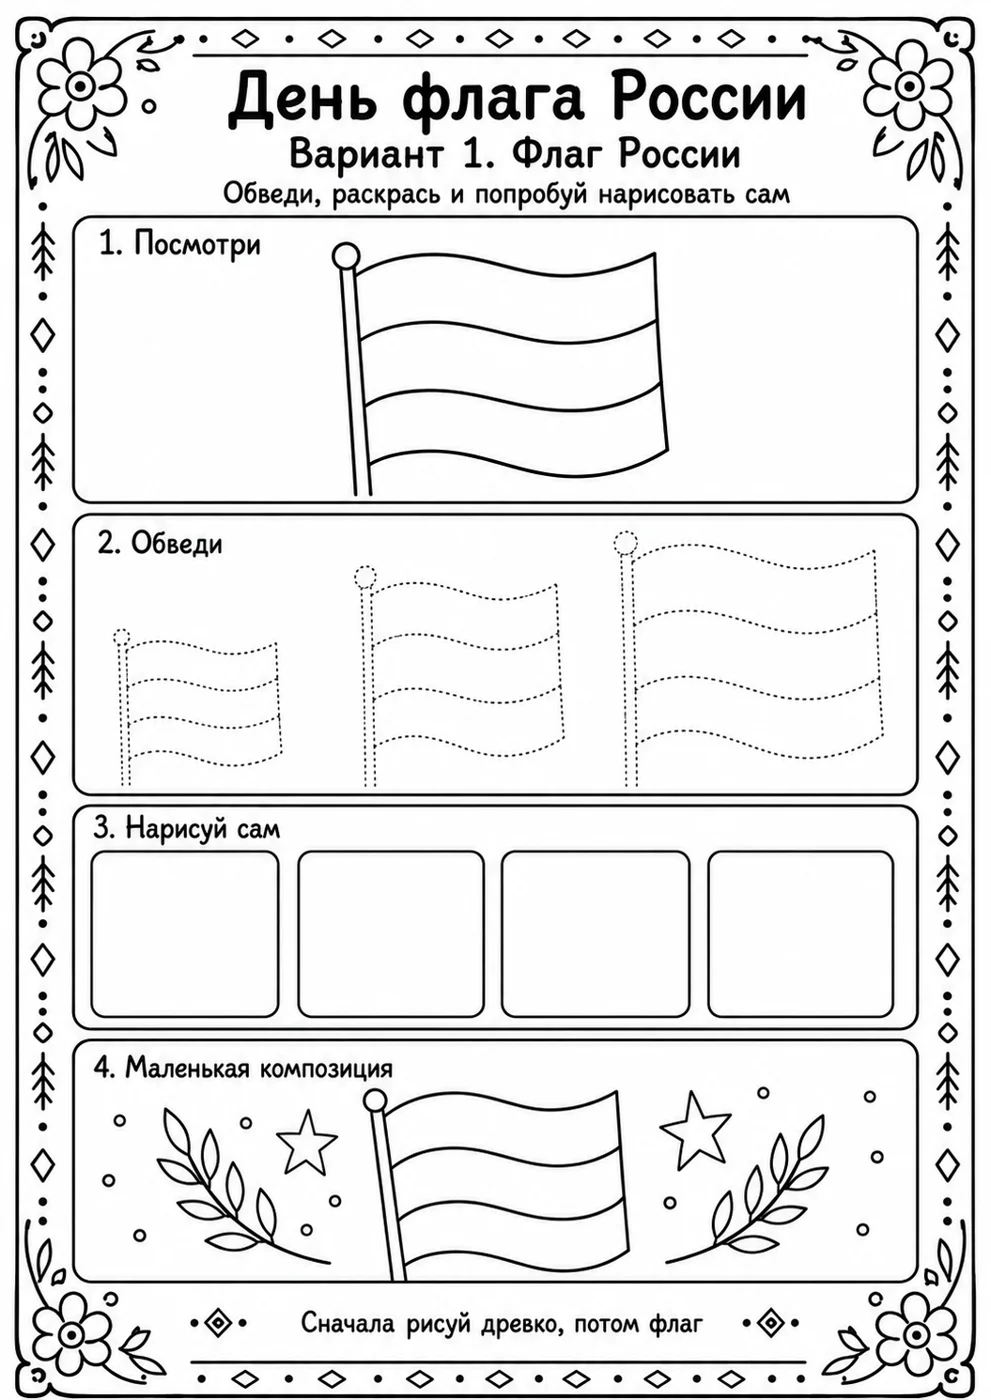 День флага России
Вариант 1. Флаг России
Обведи, раскрась и попробуй нарисовать сам
1. Посмотри
2. Обведи
3. Нарисуй сам
4. Маленькая композиция
Сначала рисуй древко, потом флаг